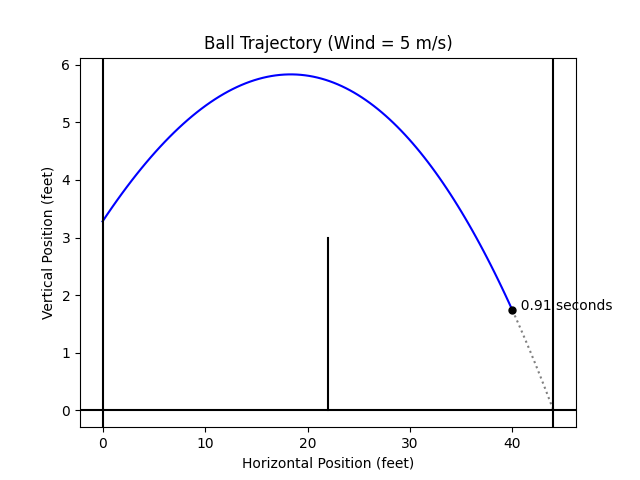 Ball Trajectory (Wind = 5 m/s)
6
5
4
3
2
1
0
Vertical Position (feet)
0.91 seconds
0 10 20 30 40
Horizontal Position (feet)